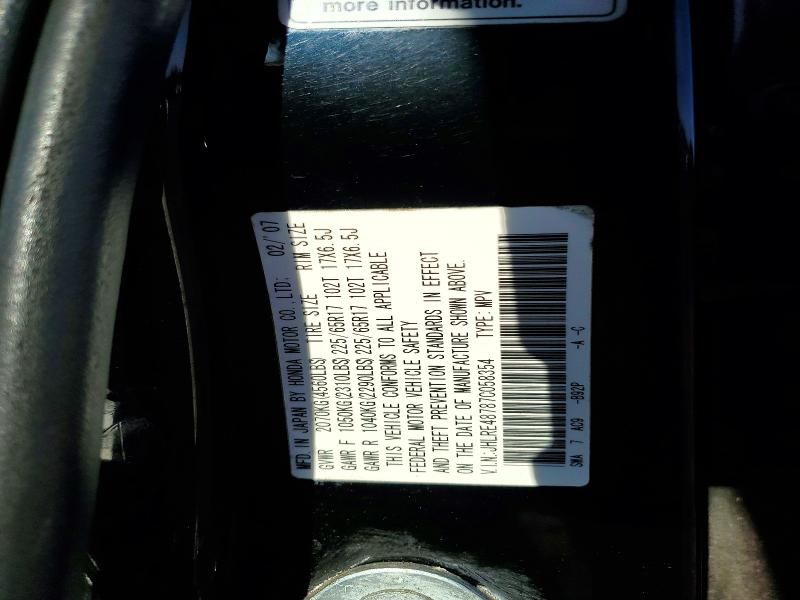 more information.
MFD. IN JAPAN BY HONDA MOTOR CO., LTD. 02/'07
GVWR 2070KG(4560LBS) TIRE SIZE RIM SIZE
GAWR F 1050KG(2310LBS) 225/65R17 102T 17X6.5J
GAWR R 1040KG(2290LBS) 225/65R17 102T 17X6.5J
THIS VEHICLE CONFORMS TO ALL APPLICABLE
FEDERAL MOTOR VEHICLE SAFETY
AND THEFT PREVENTION STANDARDS IN EFFECT
ON THE DATE OF MANUFACTURE SHOWN ABOVE.
V.I.N.:JHLRE48787C058354 TYPE: MPV
SWA 7 AC9 -B92P -A -C